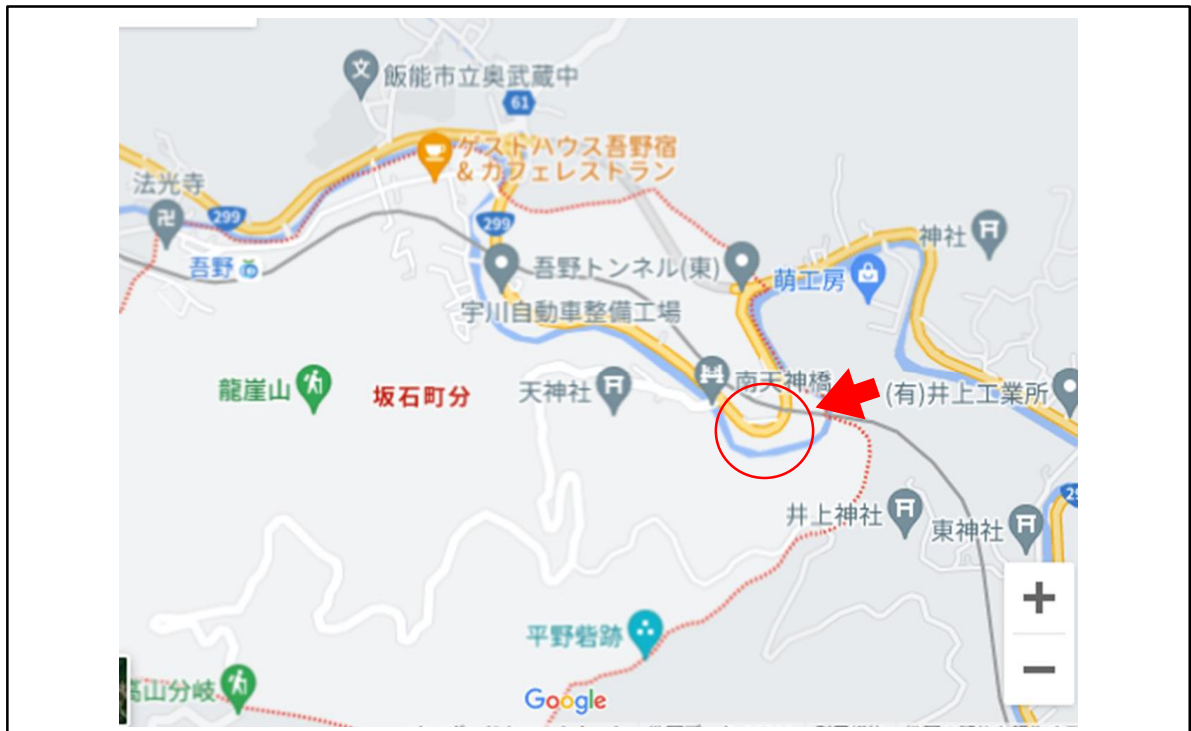 飯能市立奥武蔵中
61
ゲストハウス吾野宿
&カフェレストラン
法光寺
299
299
神社
吾野
吾野トンネル(東)
萌工房
宇川自動車整備工場
龍崖山
坂石町分
天神社
南天神橋
(有)井上工業所
井上神社
東神社
平野砦跡
高山分岐
Google